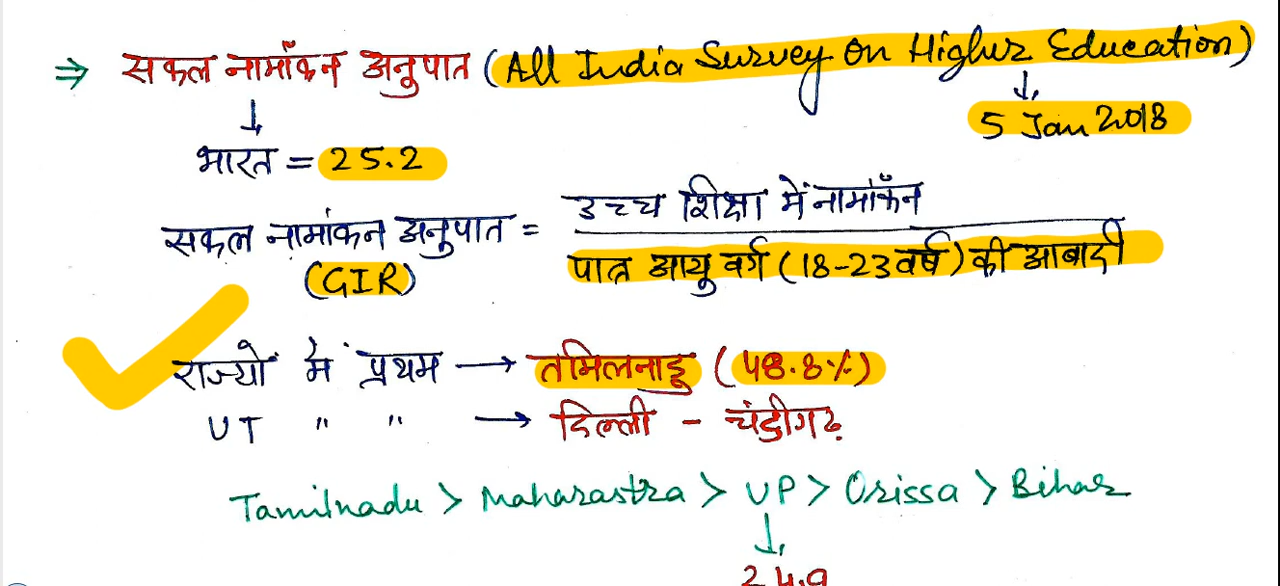 ⇒ सकल नामाँकन अनुपात (All India Survey On Higher Education)
↓ ↓
5 Jan 2018
भारत = 25.2
उच्च शिक्षा में नामाँकन
सकल नामांकन अनुपात =
पात्र आयु वर्ग (18-23 वर्ष) की आबादी
(GIR)
राज्यों में प्रथम → तमिलनाडू (48.8%)
UT " " → दिल्ली - चंडीगढ़
Tamilnadu > Maharastra > UP > Orissa > Bihar
↓
24.9